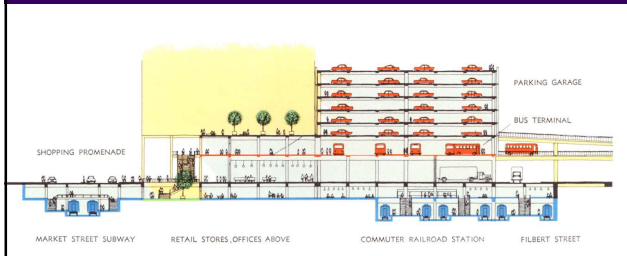 PARKING GARAGE
BUS TERMINAL
SHOPPING PROMENADE
MARKET STREET SUBWAY
RETAIL STORES, OFFICES ABOVE
COMMUTER RAILROAD STATION
FILBERT STREET